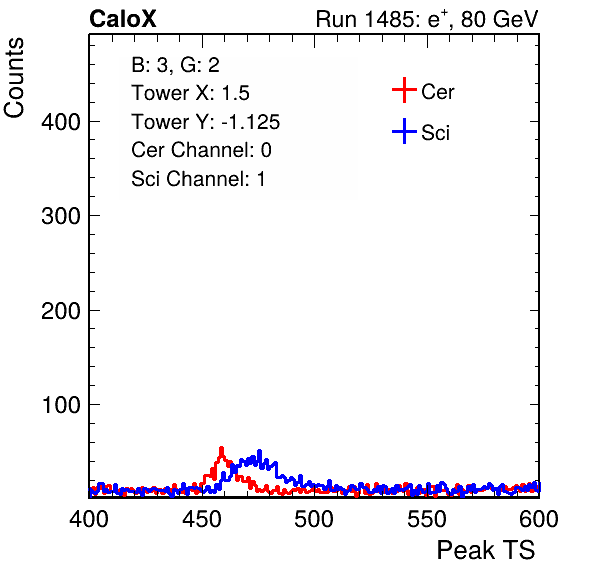 CaloX Run 1485: e⁺, 80 GeV
Counts
B: 3, G: 2
Tower X: 1.5
Tower Y: -1.125
Cer Channel: 0
Sci Channel: 1
Cer
Sci
400
300
200
100
400 450 500 550 600
Peak TS